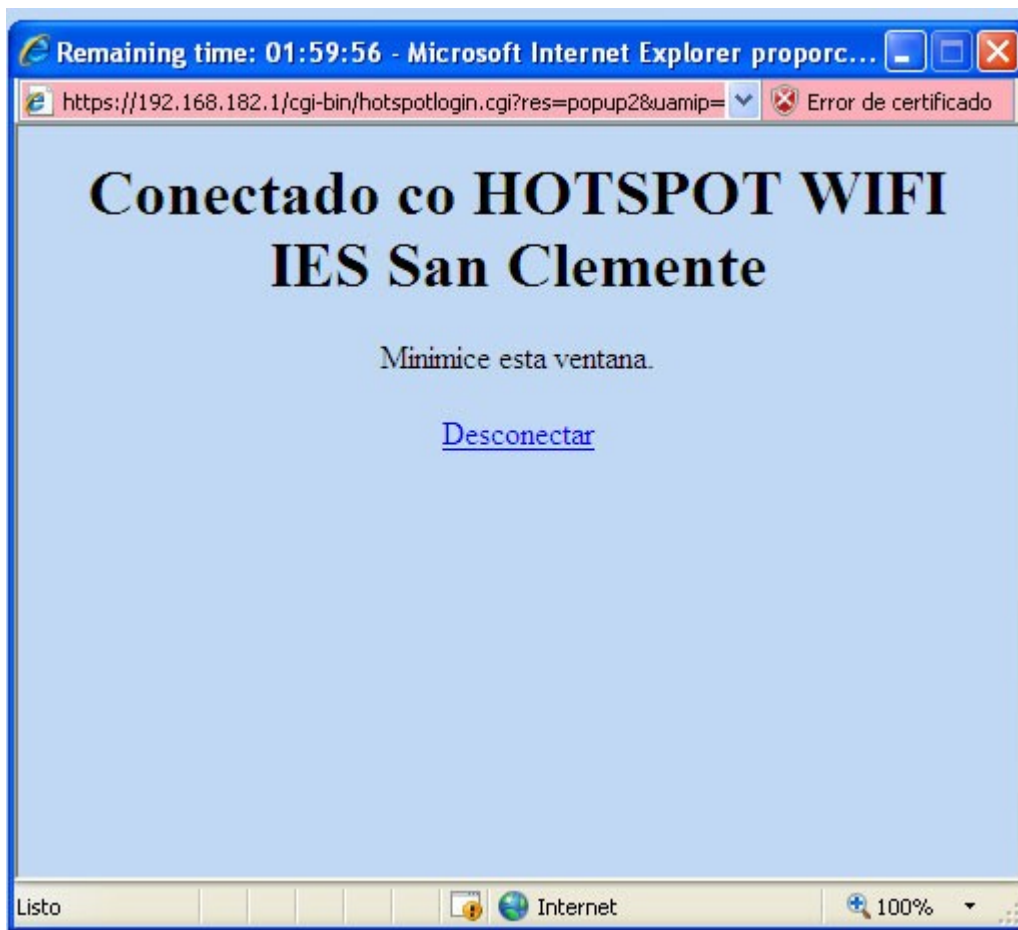 Remaining time: 01:59:56 - Microsoft Internet Explorer proporc...
https://192.168.182.1/cgi-bin/hotspotlogin.cgi?res=popup2&uamip=
Error de certificado
Conectado co HOTSPOT WIFI
IES San Clemente
Minimice esta ventana.
Desconectar
Listo
Internet
100%